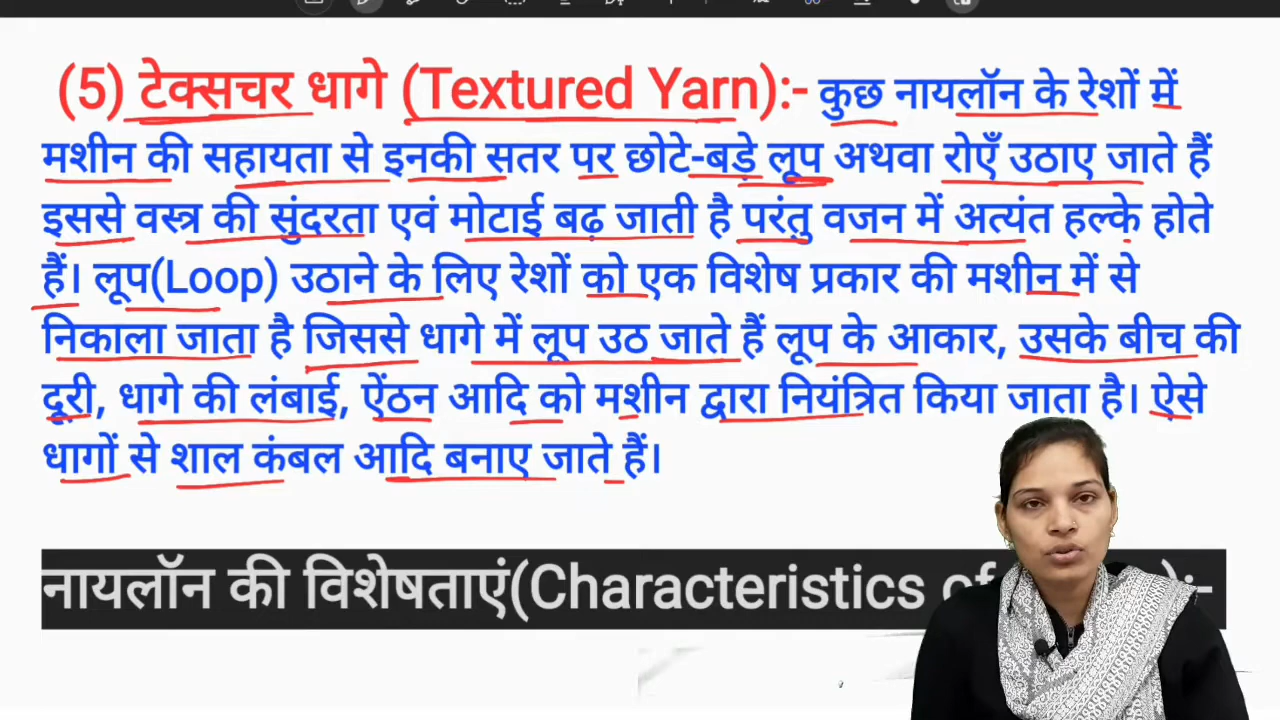 (5) टेक्सचर धागे (Textured Yarn):- कुछ नायलॉन के रेशों में
मशीन की सहायता से इनकी सतर पर छोटे-बड़े लूप अथवा रोएँ उठाए जाते हैं
इससे वस्त्र की सुंदरता एवं मोटाई बढ़ जाती है परंतु वजन में अत्यंत हल्के होते
हैं। लूप(Loop) उठाने के लिए रेशों को एक विशेष प्रकार की मशीन में से
निकाला जाता है जिससे धागे में लूप उठ जाते हैं लूप के आकार, उसके बीच की
दूरी, धागे की लंबाई, ऐंठन आदि को मशीन द्वारा नियंत्रित किया जाता है। ऐसे
धागों से शाल कंबल आदि बनाए जाते हैं।
नायलॉन की विशेषताएं(Characteristics of ):-